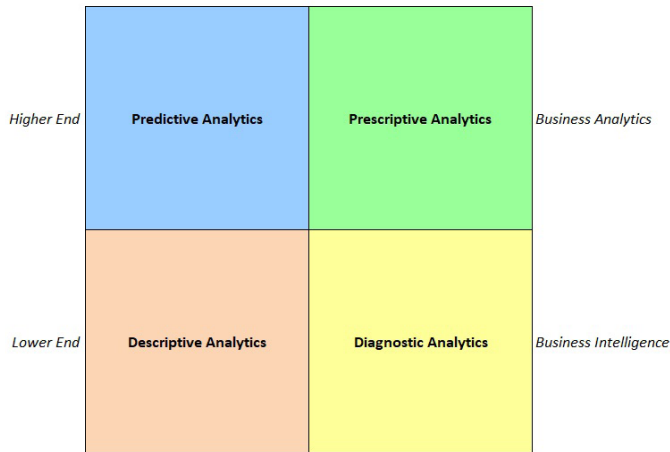 Higher End
Predictive Analytics
Prescriptive Analytics
Business Analytics
Lower End
Descriptive Analytics
Diagnostic Analytics
Business Intelligence